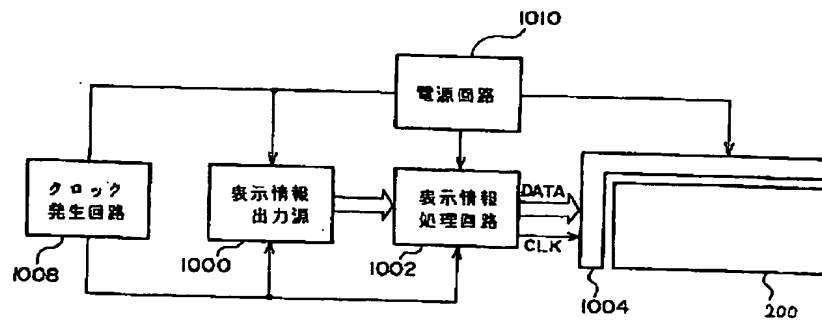 1010
電源回路
クロック
発生回路
1008
表示情報
出力源
1000
表示情報
処理回路
1002
DATA
CLK
1004
200